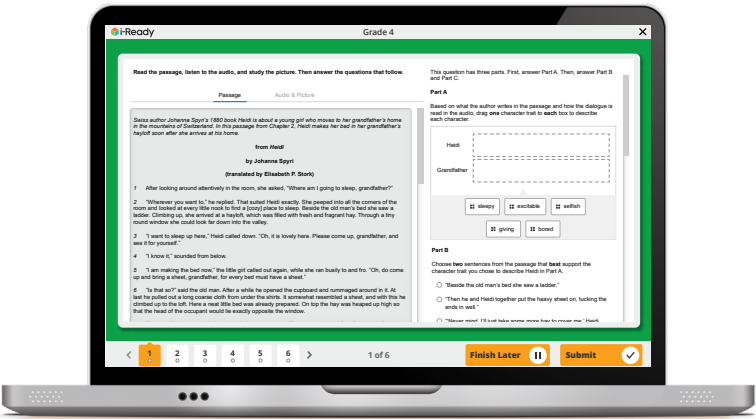 i-Ready
Grade 4
Read the passage, listen to the audio, and study the picture. Then answer the questions that follow.
Passage
Audio & Picture
Swiss author Johanna Spyri's 1880 book Heidi is about a young girl who moves to her grandfather's home
in the mountains of Switzerland. In this passage from Chapter 2, Heidi makes her bed in her grandfather's
hayloft soon after she arrives at his home.
from Heidi
by Johanna Spyri
(translated by Elisabeth P. Stork)
1 After looking around attentively in the room, she asked, "Where am I going to sleep, grandfather?"
2 "Wherever you want to," he replied. That suited Heidi exactly. She peeped into all the corners of the
room and looked at every little nook to find a [cozy] place to sleep. Beside the old man's bed she saw a
ladder. Climbing up, she arrived at a hayloft, which was filled with fresh and fragrant hay. Through a tiny
round window she could look far down into the valley.
3 "I want to sleep up here," Heidi called down. "Oh, it is lovely here. Please come up, grandfather, and
see it for yourself."
4 "I know it," sounded from below.
5 "I am making the bed now," the little girl called out again, while she ran busily to and fro. "Oh, do come
up and bring a sheet, grandfather, for every bed must have a sheet."
6 "Is that so?" said the old man. After a while he opened the cupboard and rummaged around in it. At
last he pulled out a long coarse cloth from under the shirts. It somewhat resembled a sheet, and with this he
climbed up to the loft. Here a neat little bed was already prepared. On top the hay was heaped up high so
that the head of the occupant would lie exactly opposite the window.
This question has three parts. First, answer Part A. Then, answer Part B
and Part C.
Part A
Based on what the author writes in the passage and how the dialogue is
read in the audio, drag one character trait to each box to describe
each character.
Heidi
Grandfather
sleepy
excitable
selfish
giving
bored
Part B
Choose two sentences from the passage that best support the
character trait you chose to describe Heidi in Part A.
"Beside the old man's bed she saw a ladder."
"Then he and Heidi together put the heavy sheet on, tucking the
ends in well."
"'Never mind, I'll just take some more hay to cover me,' Heidi
1
2
3
4
5
6
1 of 6
Finish Later
Submit